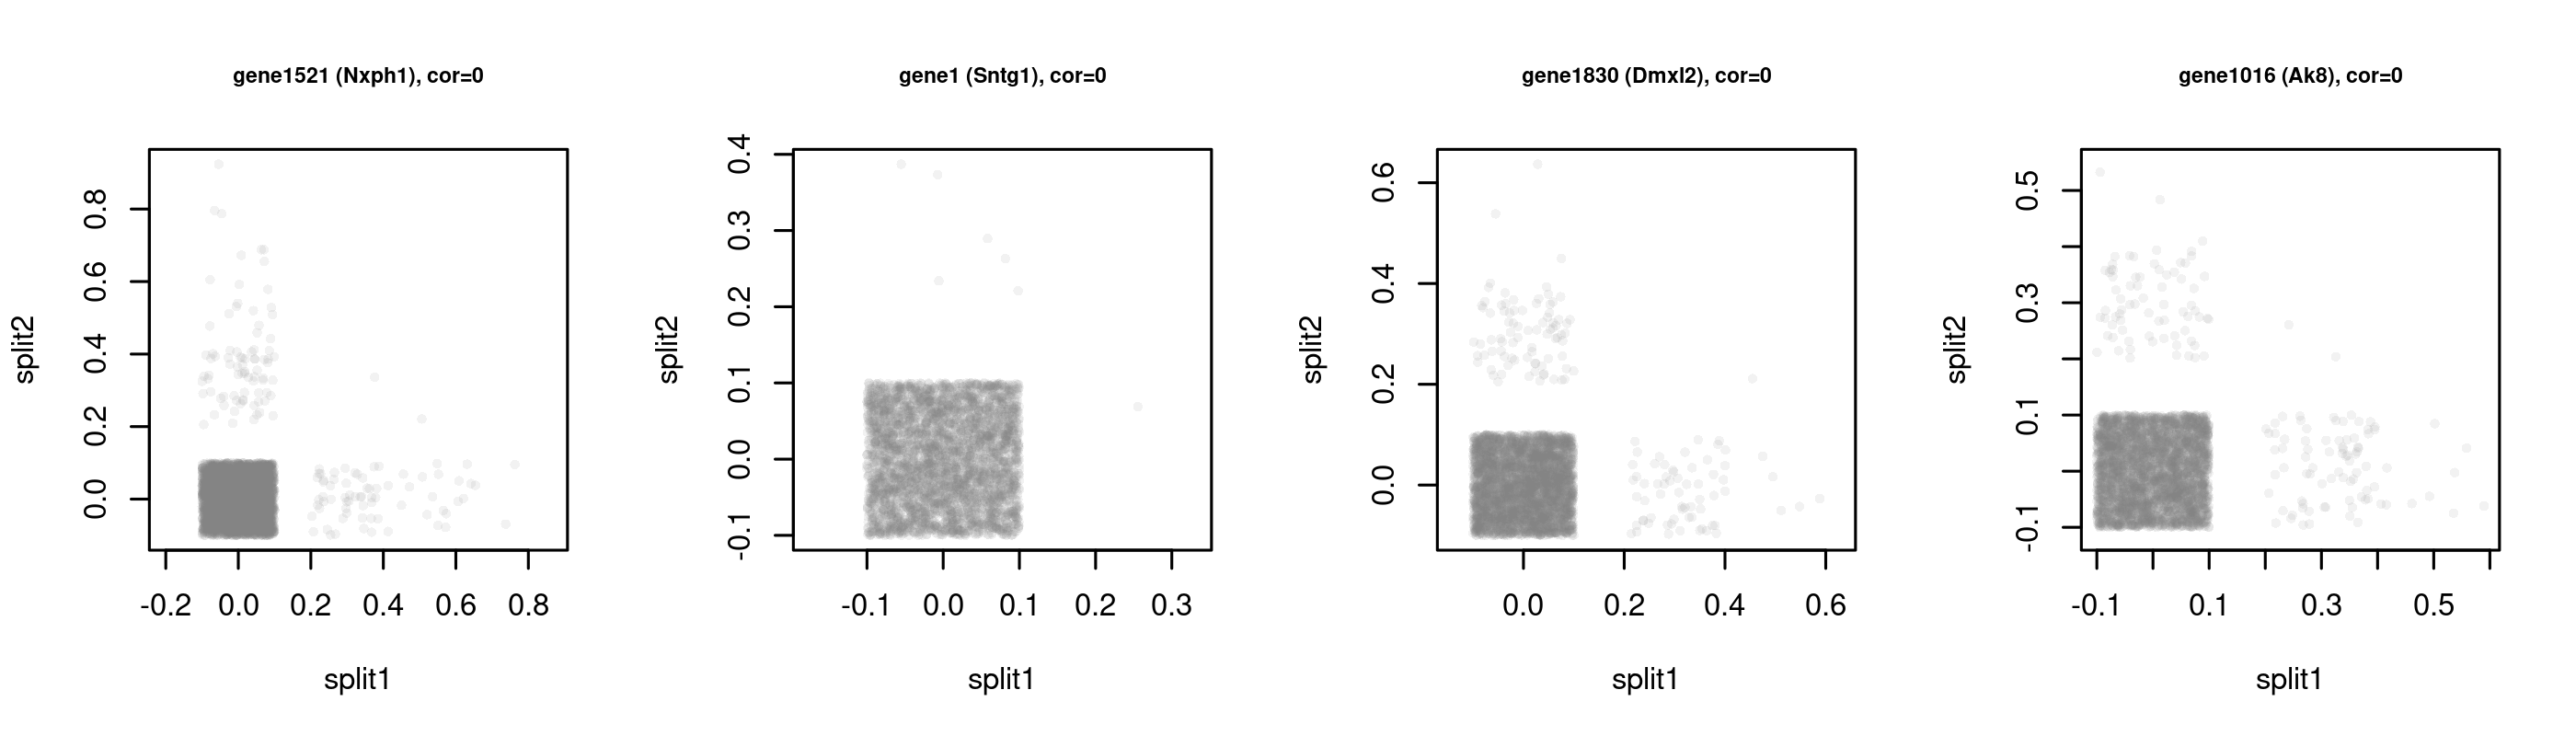 gene1521 (Nxph1), cor=0
split2
0.0 0.2 0.4 0.6 0.8
-0.2 0.0 0.2 0.4 0.6 0.8
split1
gene1 (Sntg1), cor=0
split2
-0.1 0.0 0.1 0.2 0.3 0.4
-0.1 0.0 0.1 0.2 0.3
split1
gene1830 (Dmxl2), cor=0
split2
0.0 0.2 0.4 0.6
0.0 0.2 0.4 0.6
split1
gene1016 (Ak8), cor=0
split2
-0.1 0.1 0.3 0.5
-0.1 0.1 0.3 0.5
split1